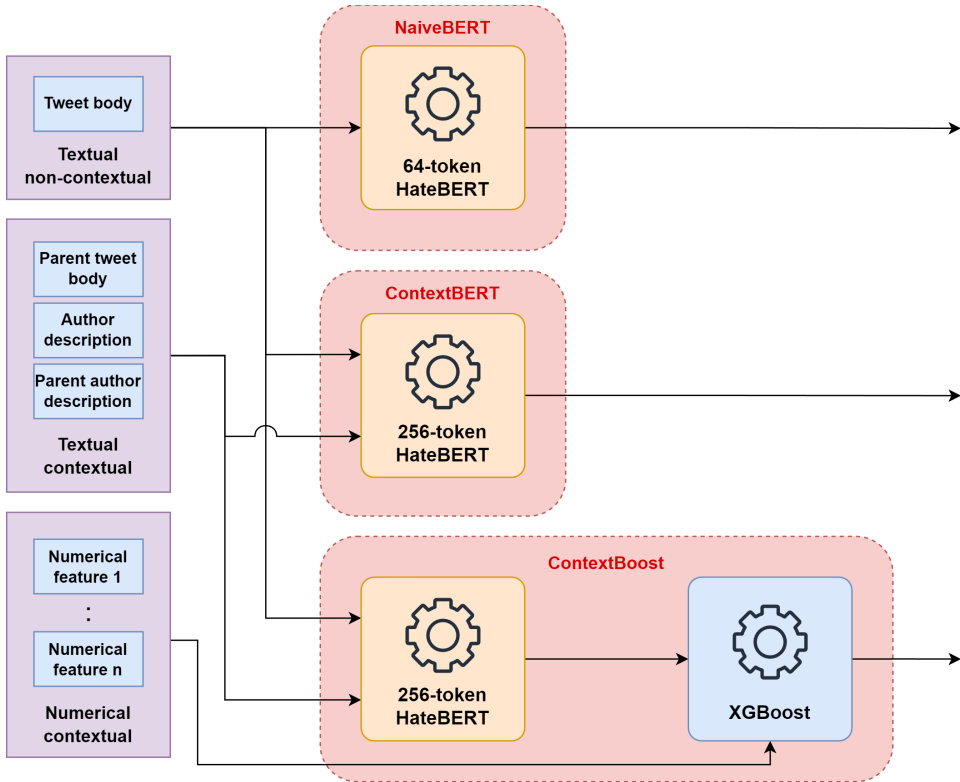 Tweet body
Textual
non-contextual
Parent tweet
body
Author
description
Parent author
description
Textual
contextual
Numerical
feature 1
:
Numerical
feature n
Numerical
contextual
NaiveBERT
64-token
HateBERT
ContextBERT
256-token
HateBERT
ContextBoost
256-token
HateBERT
XGBoost